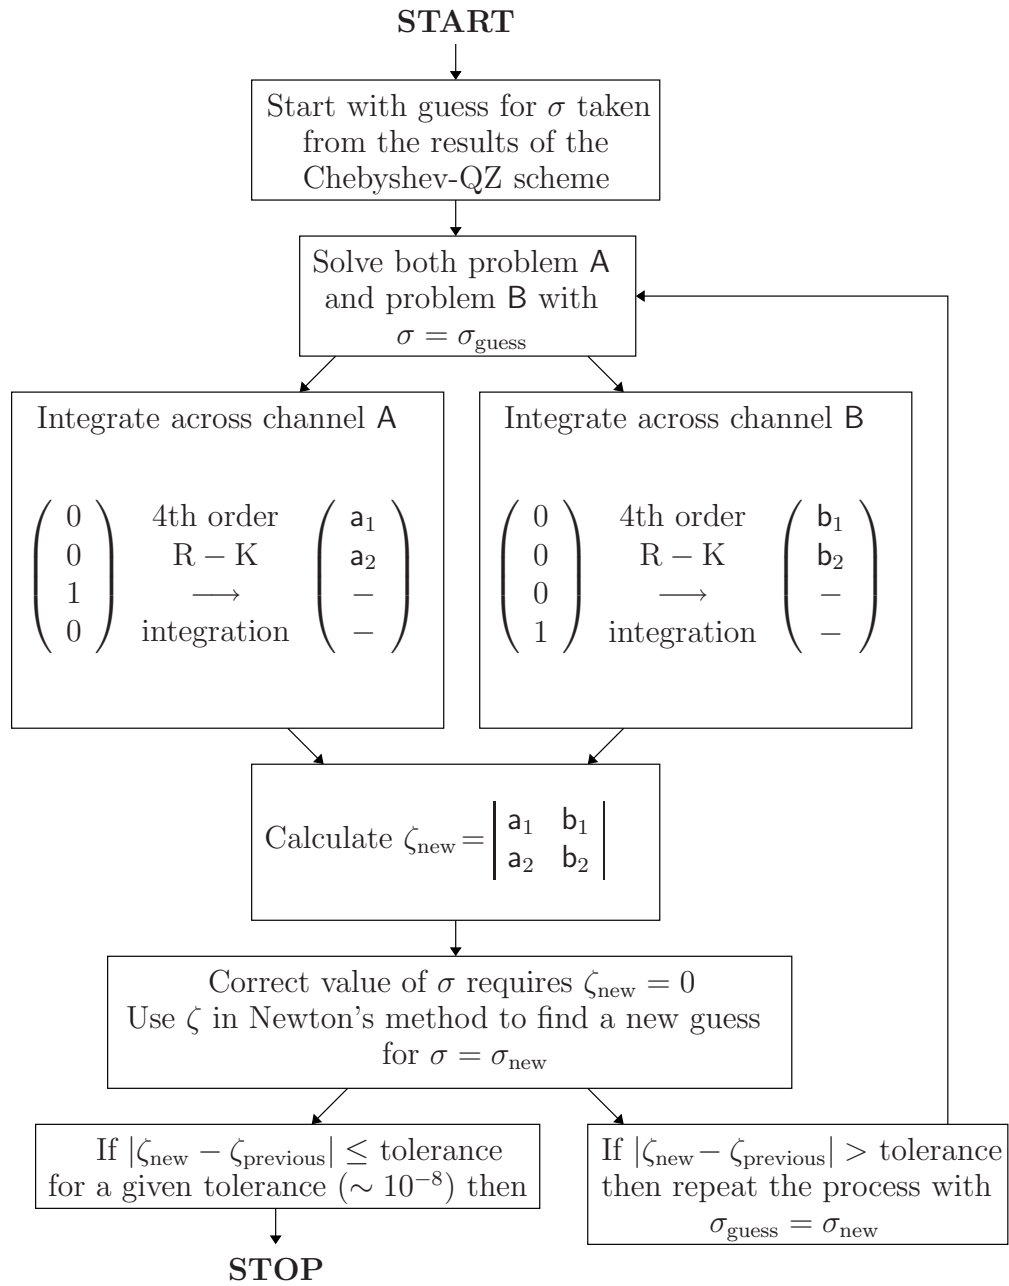 START
Start with guess for σ taken
from the results of the
Chebyshev-QZ scheme
Solve both problem A
and problem B with
σ = σ_guess
Integrate across channel A
0 4th order a₁
0 R − K a₂
1 ⟶ −
0 integration −
Integrate across channel B
0 4th order b₁
0 R − K b₂
0 ⟶ −
1 integration −
Calculate ζ_new = | a₁ b₁ |
| a₂ b₂ |
Correct value of σ requires ζ_new = 0
Use ζ in Newton's method to find a new guess
for σ = σ_new
If |ζ_new − ζ_previous| ≤ tolerance
for a given tolerance (∼ 10⁻⁸) then
STOP
If |ζ_new − ζ_previous| > tolerance
then repeat the process with
σ_guess = σ_new